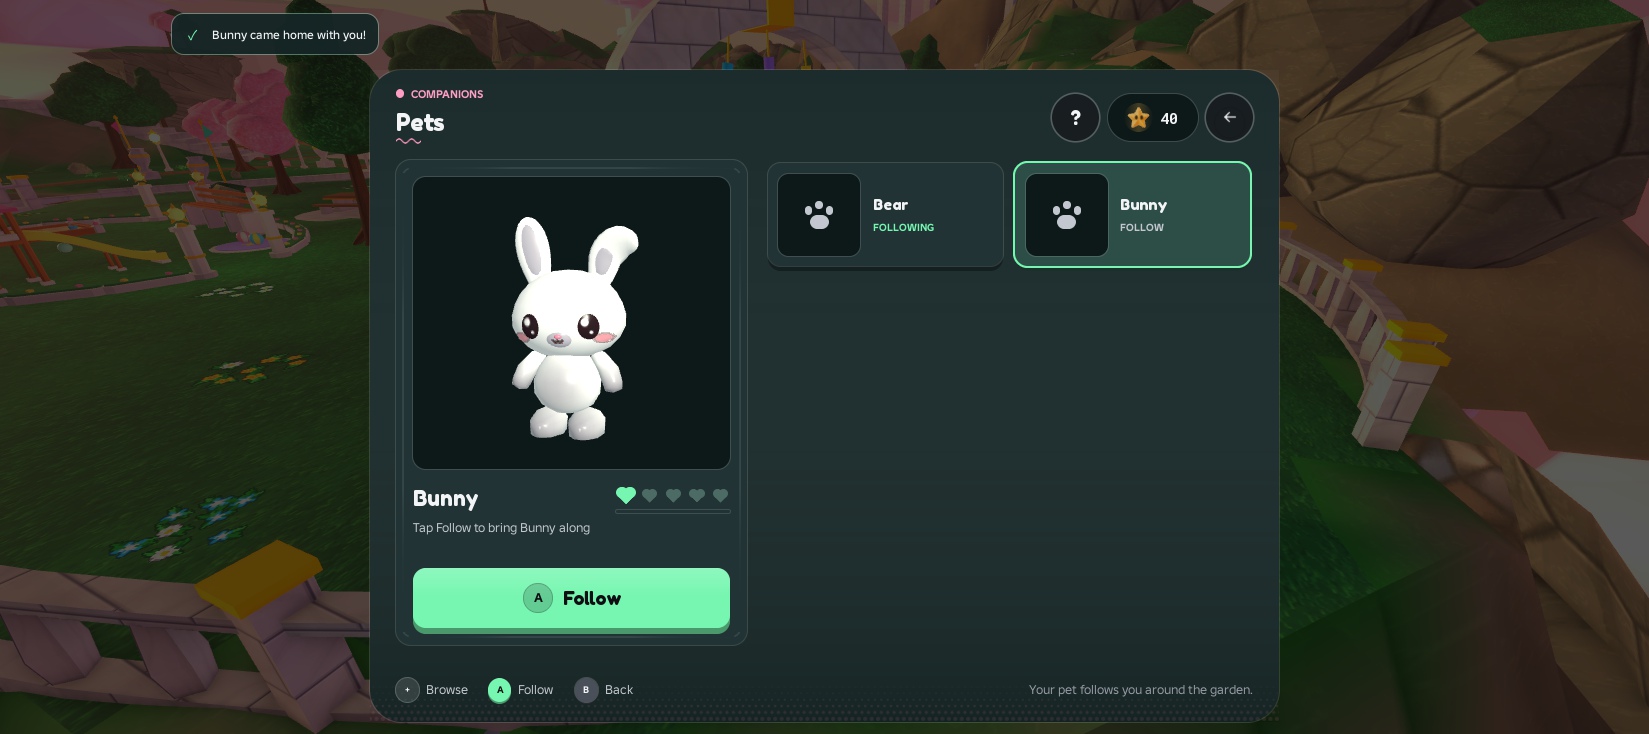 ✓ Bunny came home with you!
COMPANIONS
Pets
?
40
←
Bear
FOLLOWING
Bunny
FOLLOW
Bunny
Tap Follow to bring Bunny along
A Follow
+ Browse A Follow B Back
Your pet follows you around the garden.